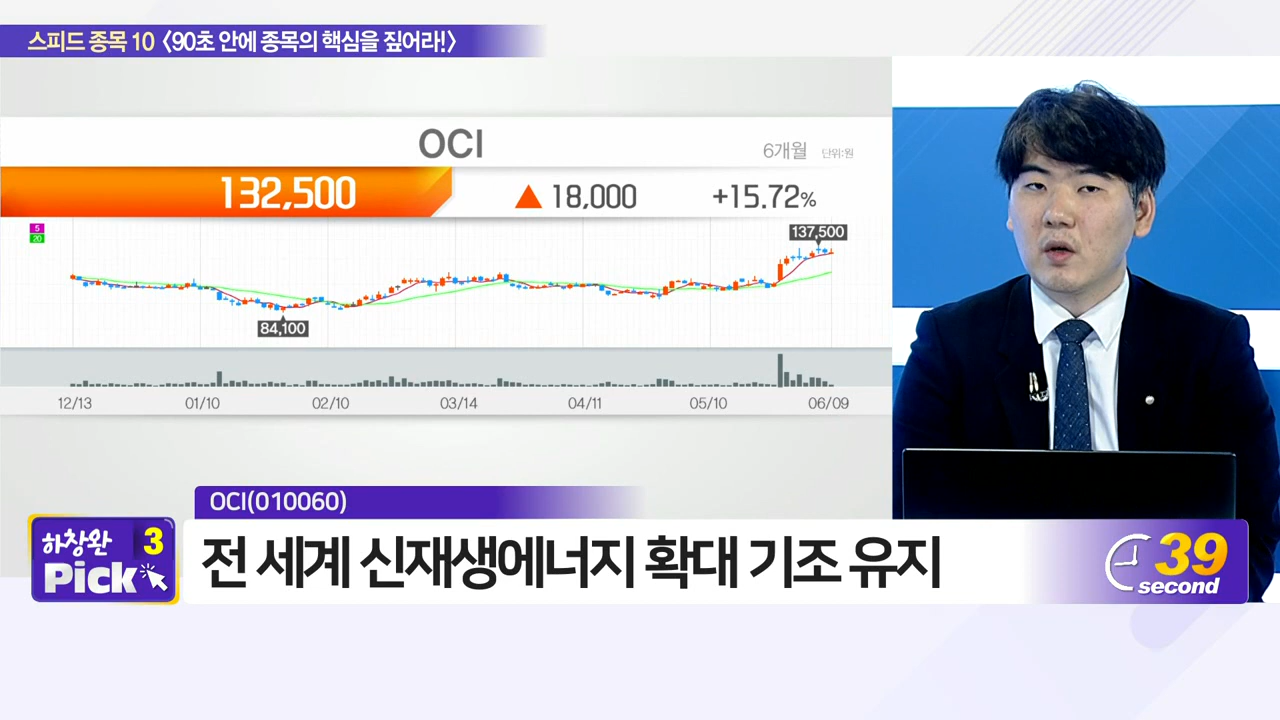 스피드 종목 10 〈90초 안에 종목의 핵심을 짚어라!〉
OCI
6개월 단위:원
132,500 ▲ 18,000 +15.72%
5
20
137,500
84,100
12/13 01/10 02/10 03/14 04/11 05/10 06/09
OCI(010060)
하창완 3
Pick
전 세계 신재생에너지 확대 기조 유지
39
second